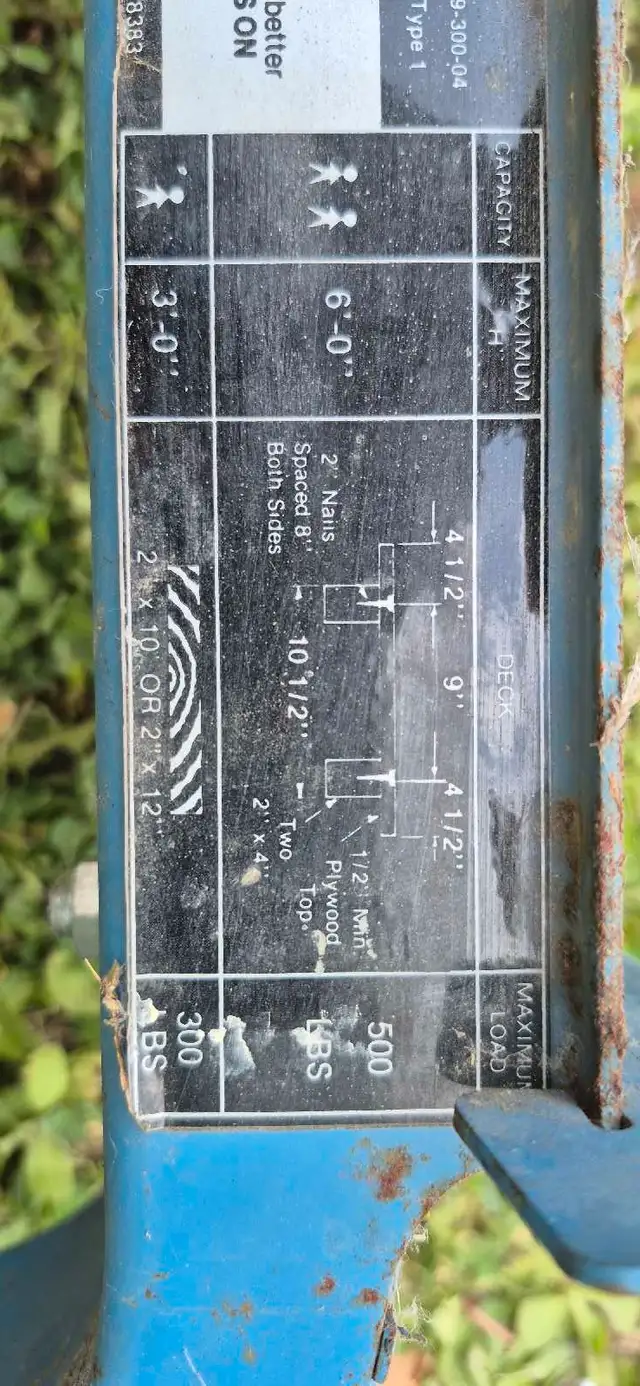 9-300-04
Type 1
better
S ON
8383
CAPACITY
MAXIMUM
"H"
DECK
MAXIMUM
LOAD
6'-0"
4 1/2" 9" 4 1/2"
2" Nails
Spaced 8"
Both Sides
10 1/2"
1/2" Min
Plywood
Top
Two
2" x 4"
500
LBS
3'-0"
2" x 10" OR 2" x 12"
300
LBS